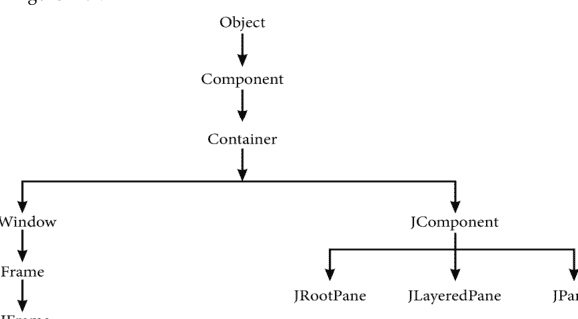 Object
Component
Container
Window
JComponent
Frame
JRootPane
JLayeredPane